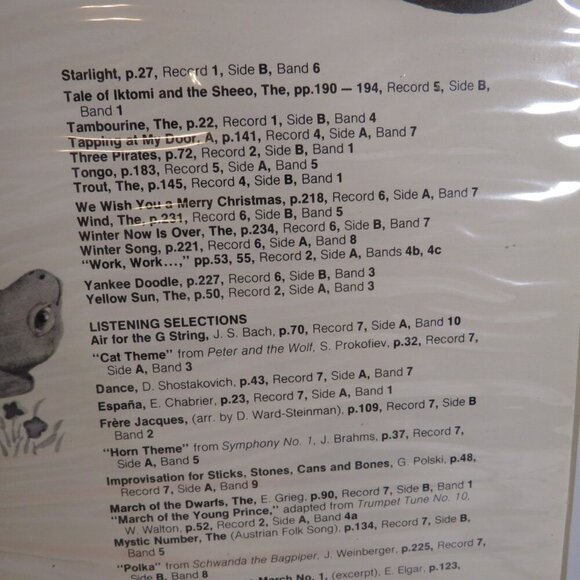 Starlight, p.27, Record 1, Side B, Band 6
Tale of Iktomi and the Sheeo, The, pp.190 — 194, Record 5, Side B,
Band 1
Tambourine, The, p.22, Record 1, Side B, Band 4
Tapping at My Door, A, p.141, Record 4, Side A, Band 7
Three Pirates, p.72, Record 2, Side B, Band 1
Tongo, p.183, Record 5, Side A, Band 5
Trout, The, p.145, Record 4, Side B, Band 1
We Wish You a Merry Christmas, p.218, Record 6, Side A, Band 7
Wind, The, p.231, Record 6, Side B, Band 5
Winter Now Is Over, The, p.234, Record 6, Side B, Band 7
Winter Song, p.221, Record 6, Side A, Band 8
“Work, Work...,” pp.53, 55, Record 2, Side A, Bands 4b, 4c
Yankee Doodle, p.227, Record 6, Side B, Band 3
Yellow Sun, The, p.50, Record 2, Side A, Band 3
LISTENING SELECTIONS
Air for the G String, J. S. Bach, p.70, Record 7, Side A, Band 10
“Cat Theme” from Peter and the Wolf, S. Prokofiev, p.32, Record 7,
Side A, Band 3
Dance, D. Shostakovich, p.43, Record 7, Side A, Band 7
España, E. Chabrier, p.23, Record 7, Side A, Band 1
Frère Jacques, (arr. by D. Ward-Steinman), p.109, Record 7, Side B
Band 2
“Horn Theme” from Symphony No. 1, J. Brahms, p.37, Record 7,
Side A, Band 5
Improvisation for Sticks, Stones, Cans and Bones, G. Polski, p.48,
Record 7, Side A, Band 9
March of the Dwarfs, The, E. Grieg, p.90, Record 7, Side B, Band 1
“March of the Young Prince,” adapted from Trumpet Tune No. 10,
W. Walton, p.52, Record 2, Side A, Band 4a
Mystic Number, The (Austrian Folk Song), p.134, Record 7, Side B,
Band 5
“Polka” from Schwanda the Bagpiper, J. Weinberger, p.225, Record 7,
Side B, Band 8
March No. 1, (excerpt), E. Elgar, p.123,